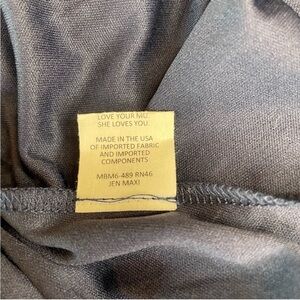 LOVE YOUR MU
SHE LOVES YOU.
MADE IN THE USA
OF IMPORTED FABRIC
AND IMPORTED
COMPONENTS
MBM6-489 RN46
JEN MAXI